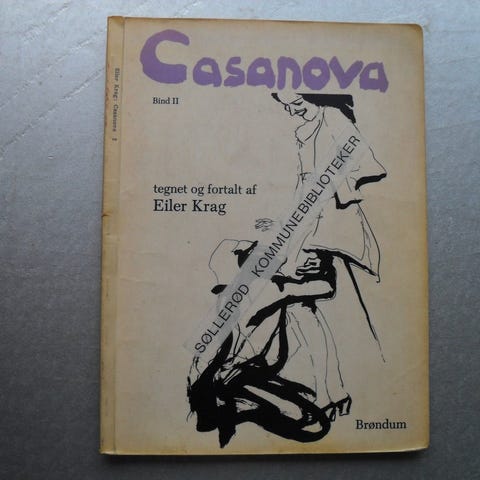 Casanova
Bind II
tegnet og fortalt af
Eiler Krag
SØLLERØD KOMMUNEBIBLIOTEKER
Brøndum
Eiler Krag: Casanova 2